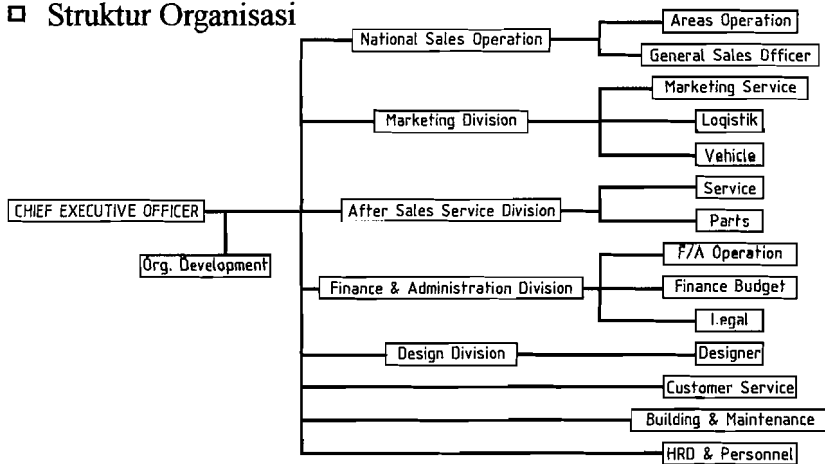 Struktur Organisasi
Areas Operation
National Sales Operation
General Sales Officer
Marketing Service
Marketing Division
Logistik
Vehicle
Service
CHIEF EXECUTIVE OFFICER
After Sales Service Division
Parts
Org. Development
F/A Operation
Finance & Administration Division
Finance Budget
Legal
Design Division
Designer
Customer Service
Building & Maintenance
HRD & Personnel